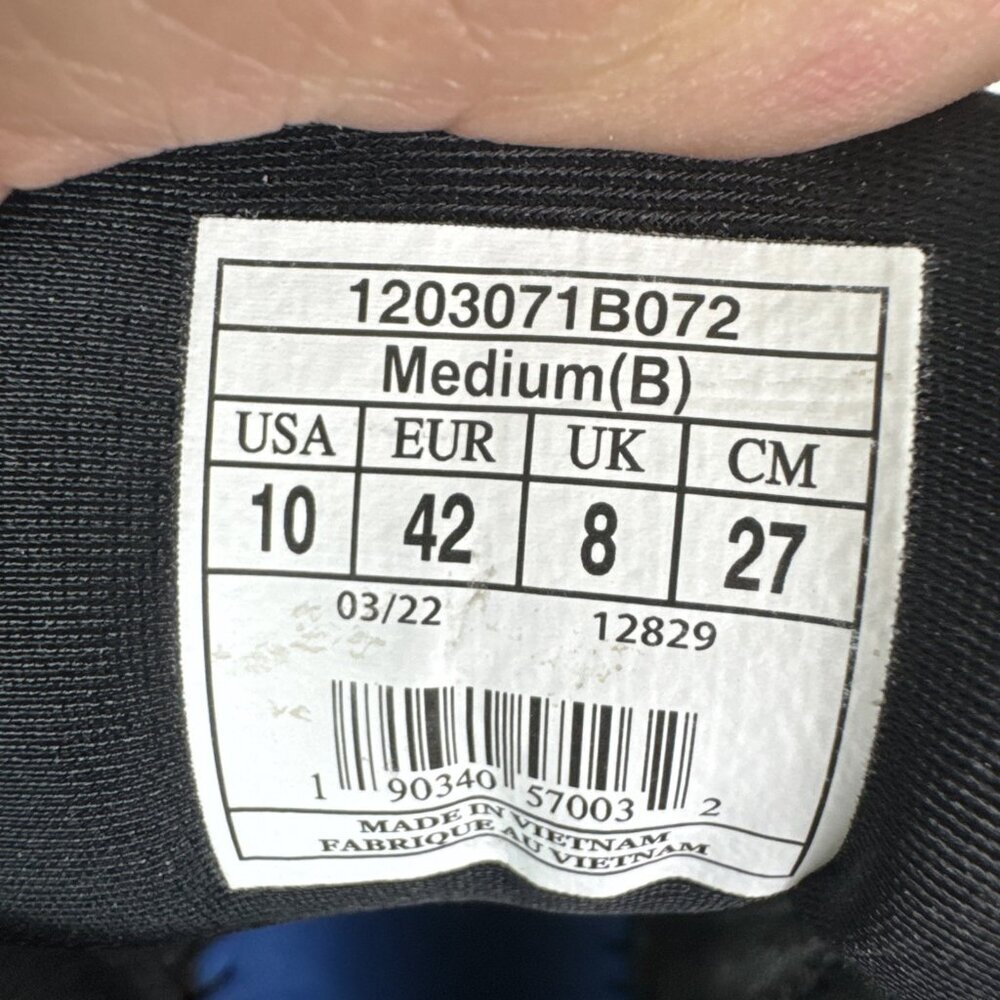 1203071B072
Medium(B)
USA EUR UK CM
10 42 8 27
03/22 12829
1 90340 57003 2
MADE IN VIETNAM
FABRIQUE AU VIETNAM